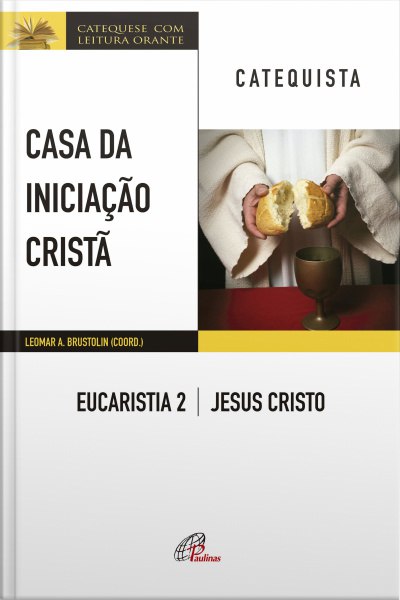 CATEQUESE COM
LEITURA ORANTE
CATEQUISTA
CASA DA
INICIAÇÃO
CRISTÃ
LEOMAR A. BRUSTOLIN (COORD.)
EUCARISTIA 2 | JESUS CRISTO
Paulinas